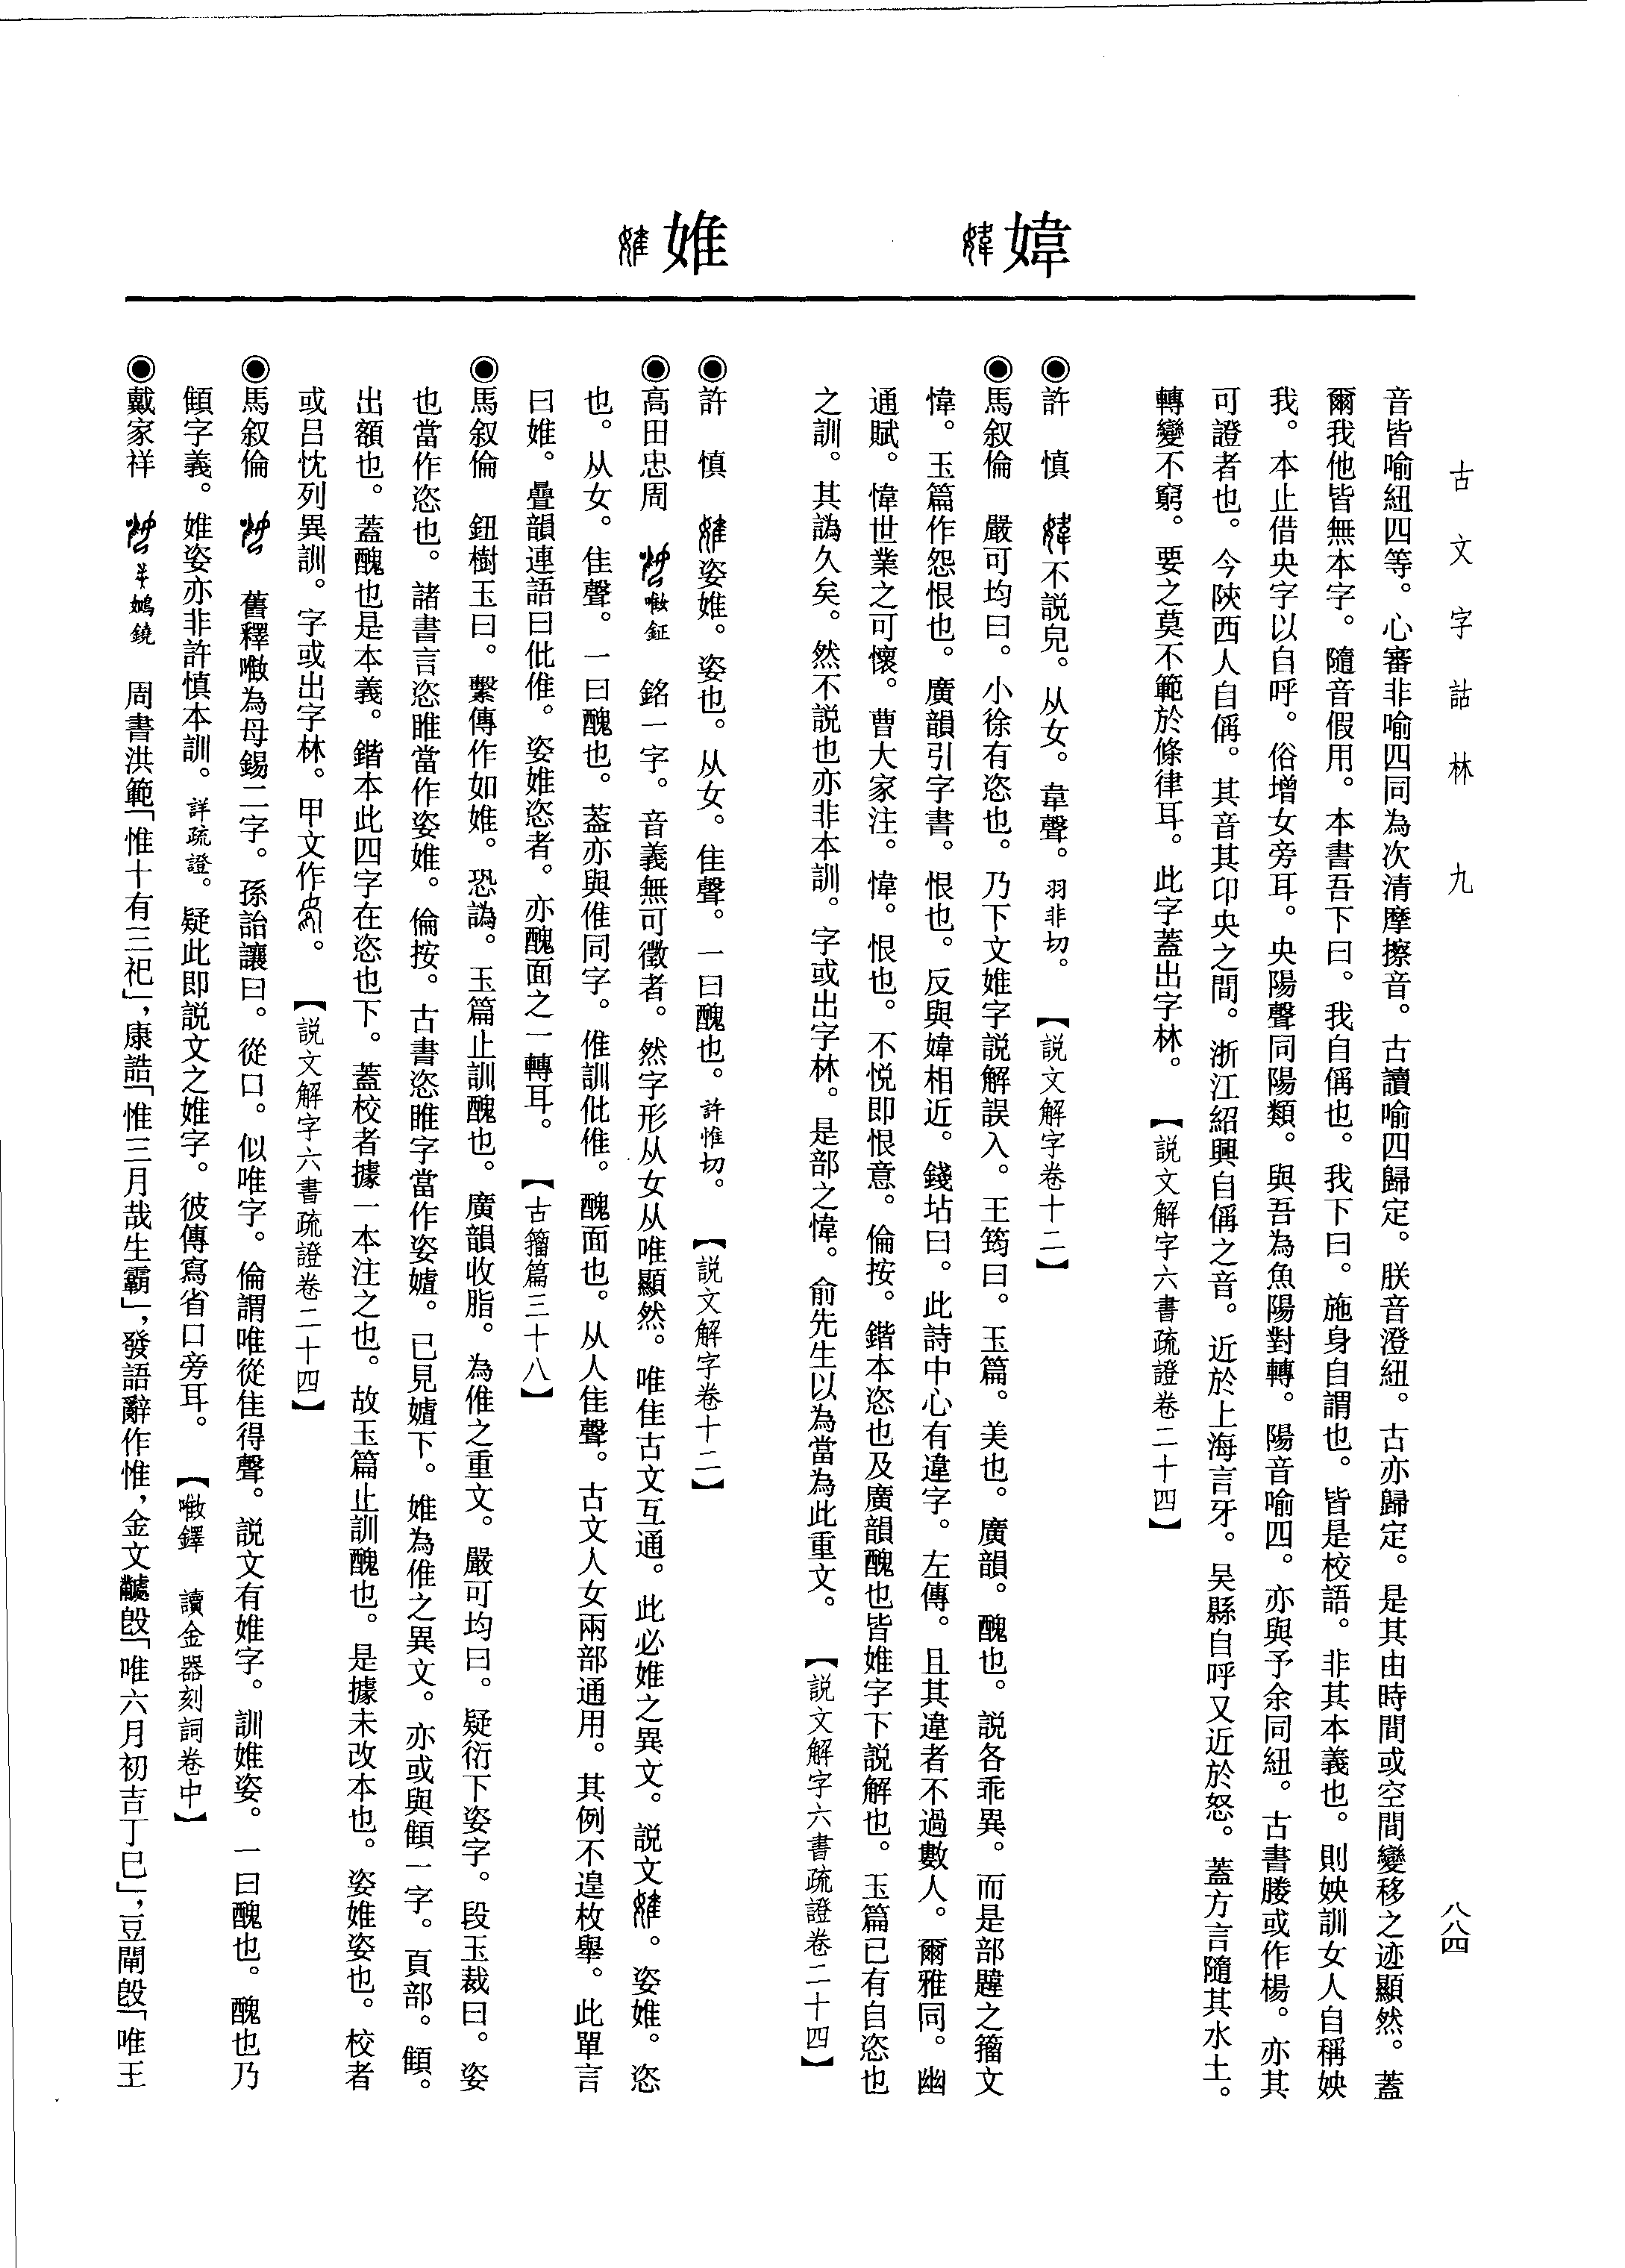 古文字詁林　九
八八四
音皆喻紐四等。心審非喻四同為次清摩擦音。古讀喻四歸定。朕音澄紐。古亦歸定。是其由時間或空間變移之迹顯然。蓋
爾我他皆無本字。隨音假用。本書吾下曰。我自偁也。我下曰。施身自謂也。皆是校語。非其本義也。則姎訓女人自稱姎
我。本止借央字以自呼。俗增女旁耳。央陽聲同陽類。與吾為魚陽對轉。陽音喻四。亦與予余同紐。古書媵或作楊。亦其
可證者也。今陝西人自偁。其音其卬央之間。浙江紹興自偁之音。近於上海言牙。吴縣自呼又近於怒。蓋方言隨其水土。
轉變不窮。要之莫不範於條律耳。此字蓋出字林。【説文解字六書疏證卷二十四】
媁
◉許　慎　不説皃。从女。韋聲。羽非切。【説文解字卷十二】
◉馬叙倫　嚴可均曰。小徐有恣也。乃下文婎字説解誤入。王筠曰。玉篇。美也。廣韻。醜也。説各乖異。而是部韙之籀文
愇。玉篇作怨恨也。廣韻引字書。恨也。反與媁相近。錢坫曰。此詩中心有違字。左傳。且其違者不過數人。爾雅同。幽
通賦。愇世業之可懷。曹大家注。愇。恨也。不悦即恨意。倫按。鍇本恣也及廣韻醜也皆婎字下説解也。玉篇已有自恣也
之訓。其譌久矣。然不説也亦非本訓。字或出字林。是部之愇。俞先生以為當為此重文。【説文解字六書疏證卷二十四】
婎
◉許　慎　姿婎。姿也。从女。隹聲。一曰醜也。許惟切。【説文解字卷十二】
◉高田忠周　鉦　銘一字。音義無可徵者。然字形从女从唯顯然。唯隹古文互通。此必婎之異文。説文。姿婎。恣
也。从女。隹聲。一曰醜也。葢亦與倠同字。倠訓仳倠。醜面也。从人隹聲。古文人女兩部通用。其例不遑枚舉。此單言
曰婎。疊韻連語曰仳倠。姿婎恣者。亦醜面之一轉耳。【古籀篇三十八】
◉馬叙倫　鈕樹玉曰。繫傳作如婎。恐譌。玉篇止訓醜也。廣韻收脂。為倠之重文。嚴可均曰。疑衍下姿字。段玉裁曰。姿
也當作恣也。諸書言恣睢當作姿婎。倫按。古書恣睢字當作姿嫭。已見嫭下。婎為倠之異文。亦或與䫏一字。頁部。䫏。
出額也。蓋醜也是本義。鍇本此四字在恣也下。蓋校者據一本注之也。故玉篇止訓醜也。是據未改本也。姿婎姿也。校者
或吕忱列異訓。字或出字林。甲文作。【説文解字六書疏證卷二十四】
◉馬叙倫　舊釋為母錫二字。孫詒讓曰。從口。似唯字。倫謂唯從隹得聲。説文有婎字。訓婎姿。一曰醜也。醜也乃
䫏字義。婎姿亦非許慎本訓。詳疏證。疑此即説文之婎字。彼傳寫省口旁耳。【鐸　讀金器刻詞卷中】
◉戴家祥　鐃　周書洪範「惟十有三祀」，康誥「惟三月哉生霸」，發語辭作惟，金文簋「唯六月初吉丁巳」，豆閉𣪘「唯王